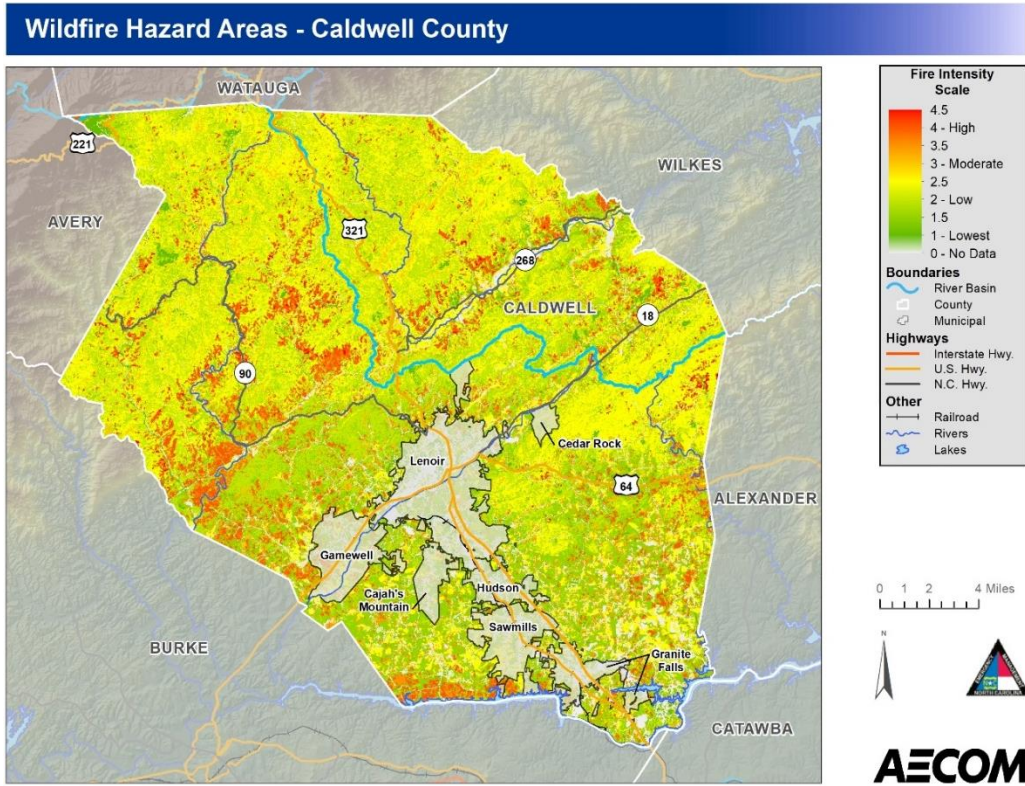 Wildfire Hazard Areas - Caldwell County
WATAUGA
221
WILKES
AVERY
321
268
CALDWELL
18
90
Cedar Rock
Lenoir
64
ALEXANDER
Gamewell
Cajah's
Mountain
Hudson
Sawmills
BURKE
Granite
Falls
CATAWBA
Fire Intensity
Scale
4.5
4 - High
3.5
3 - Moderate
2.5
2 - Low
1.5
1 - Lowest
0 - No Data
Boundaries
River Basin
County
Municipal
Highways
Interstate Hwy.
U.S. Hwy.
N.C. Hwy.
Other
Railroad
Rivers
Lakes
0 1 2 4 Miles
N
NORTH CAROLINA
AECOM